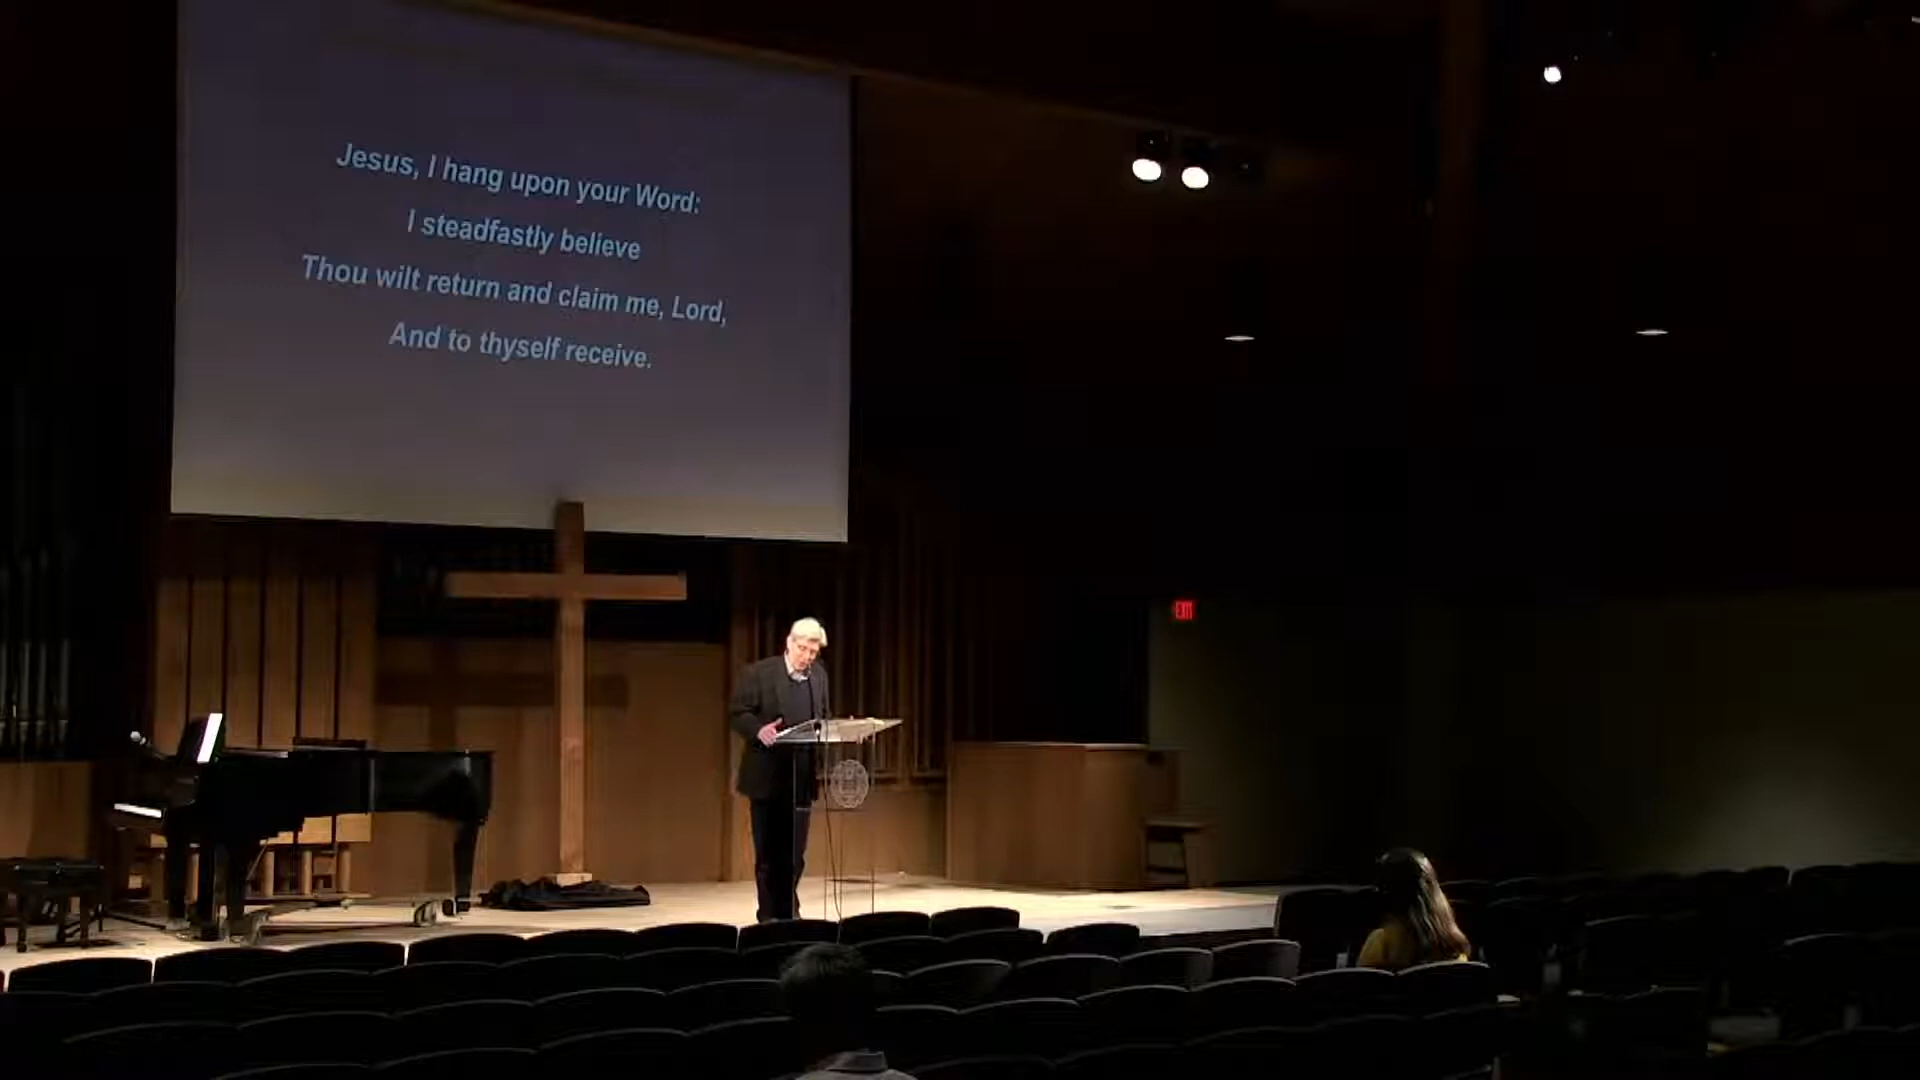 Jesus, I hang upon your Word:
I steadfastly believe
Thou wilt return and claim me, Lord,
And to thyself receive.
EXIT